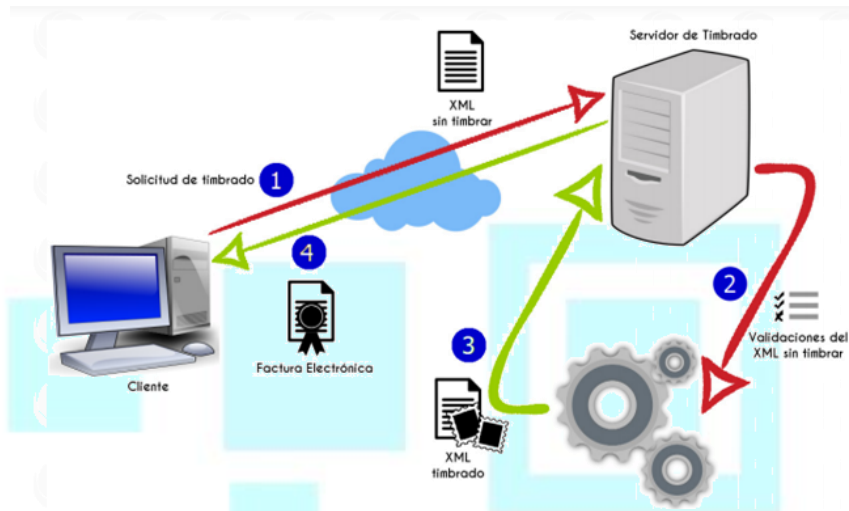 Servidor de Timbrado
XML
sin timbrar
Solicitud de timbrado
1
4
Factura Electrónica
Cliente
2
Validaciones del
XML sin timbrar
3
XML
timbrado